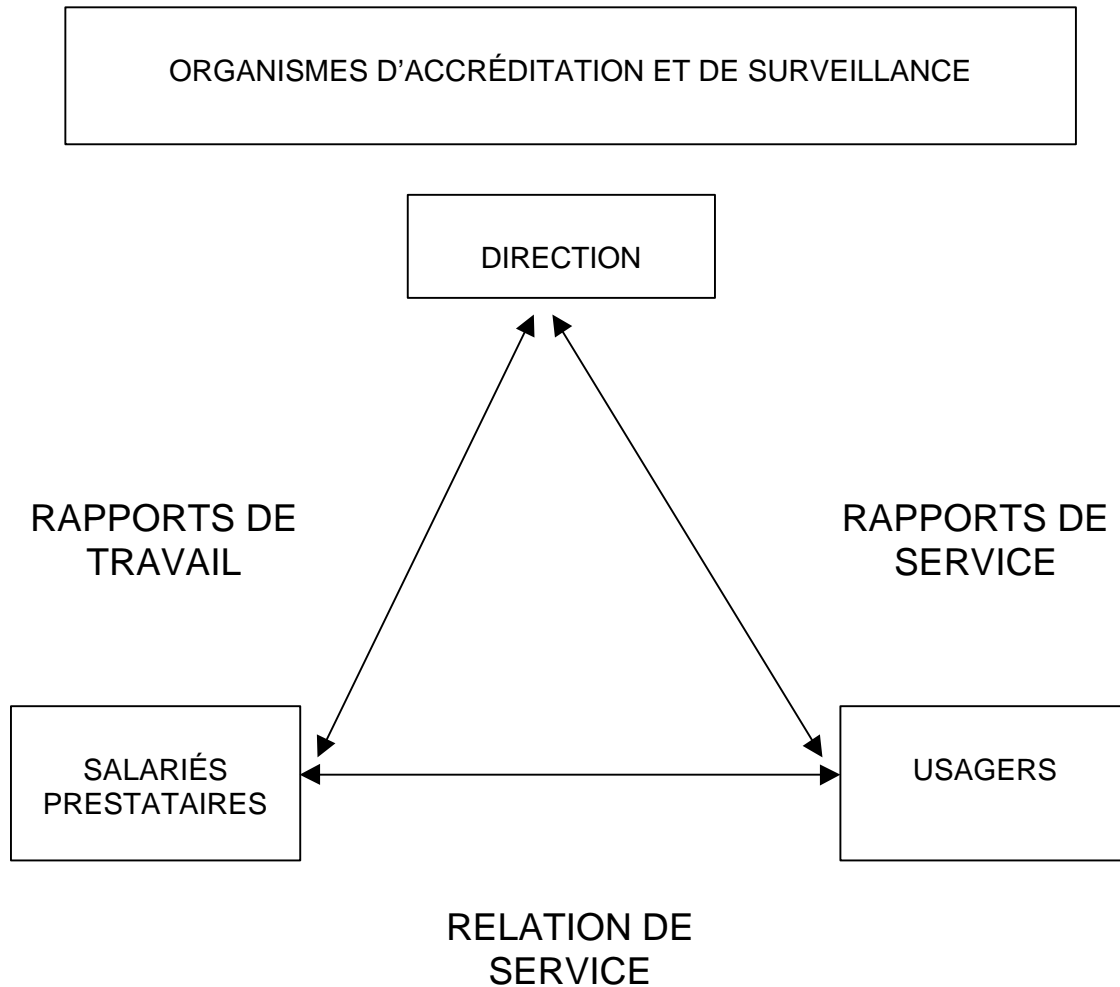 ORGANISMES D'ACCRÉDITATION ET DE SURVEILLANCE
DIRECTION
RAPPORTS DE
TRAVAIL
RAPPORTS DE
SERVICE
SALARIÉS
PRESTATAIRES
USAGERS
RELATION DE
SERVICE